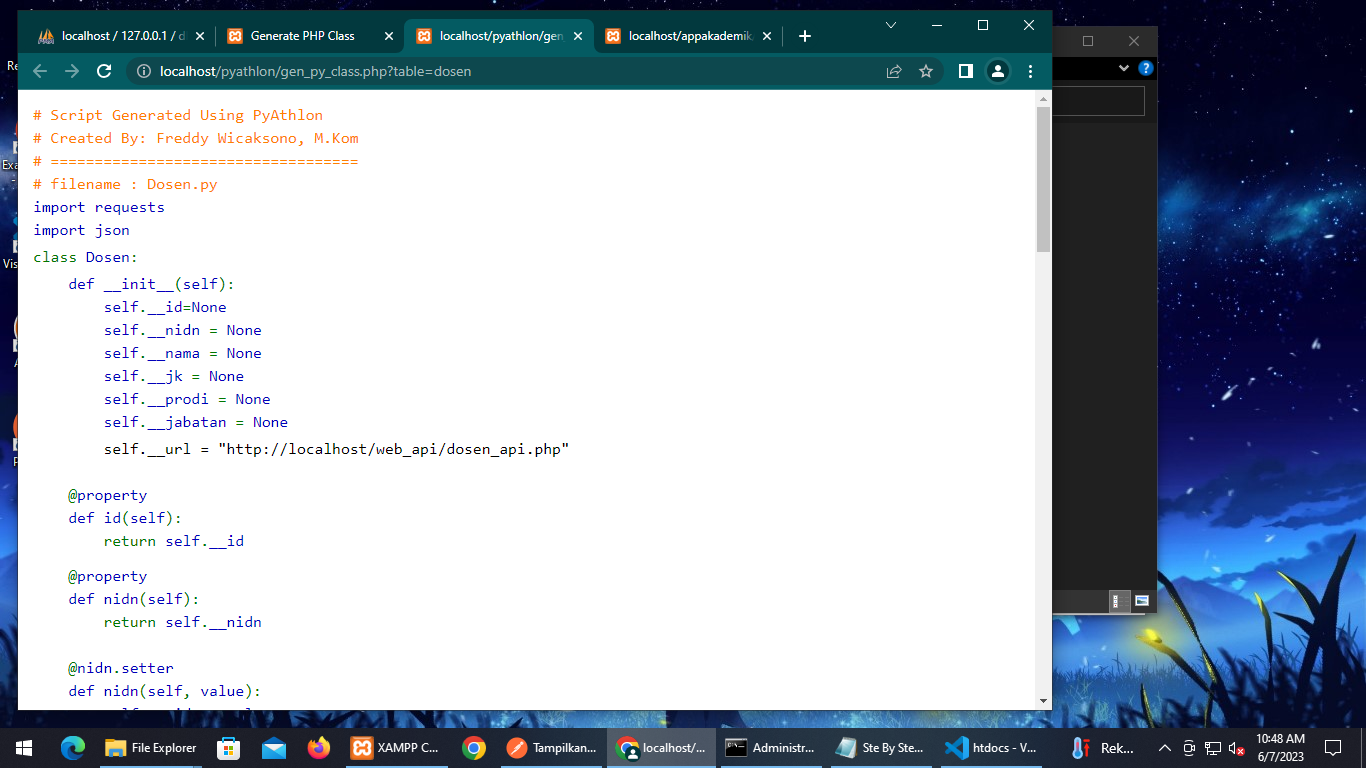 localhost / 127.0.0.1 / d
Generate PHP Class
localhost/pyathlon/gen_
localhost/appakademik
localhost/pyathlon/gen_py_class.php?table=dosen
# Script Generated Using PyAthlon
# Created By: Freddy Wicaksono, M.Kom
# ===================================
# filename : Dosen.py
import requests
import json
class Dosen:
    def __init__(self):
        self.__id=None
        self.__nidn = None
        self.__nama = None
        self.__jk = None
        self.__prodi = None
        self.__jabatan = None
        self.__url = "http://localhost/web_api/dosen_api.php"
    @property
    def id(self):
        return self.__id
    @property
    def nidn(self):
        return self.__nidn
    @nidn.setter
    def nidn(self, value):
Re
Exa
Vis
File Explorer
XAMPP C...
Tampilkan...
localhost/...
Administr...
Ste By Ste...
htdocs - V...
Rek...
10:48 AM
6/7/2023